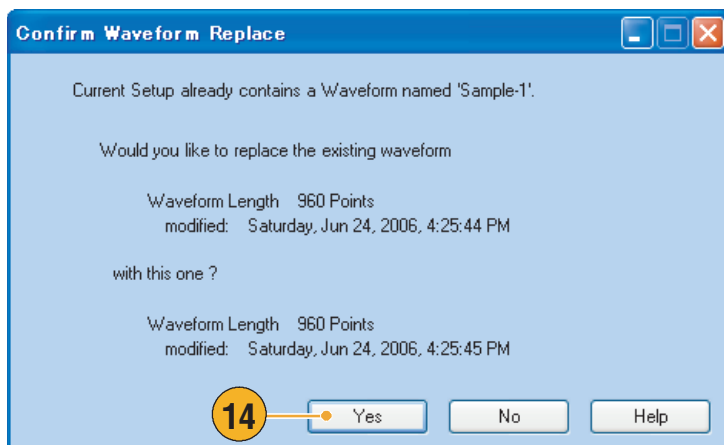 Confirm Waveform Replace
Current Setup already contains a Waveform named 'Sample-1'.
Would you like to replace the existing waveform
Waveform Length 960 Points
modified: Saturday, Jun 24, 2006, 4:25:44 PM
with this one ?
Waveform Length 960 Points
modified: Saturday, Jun 24, 2006, 4:25:45 PM
14 Yes No Help